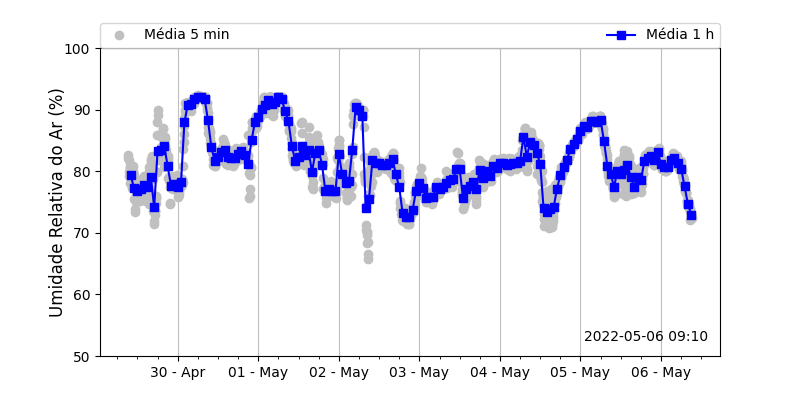 Média 5 min
Média 1 h
Umidade Relativa do Ar (%)
100
90
80
70
60
50
2022-05-06 09:10
30 - Apr
01 - May
02 - May
03 - May
04 - May
05 - May
06 - May